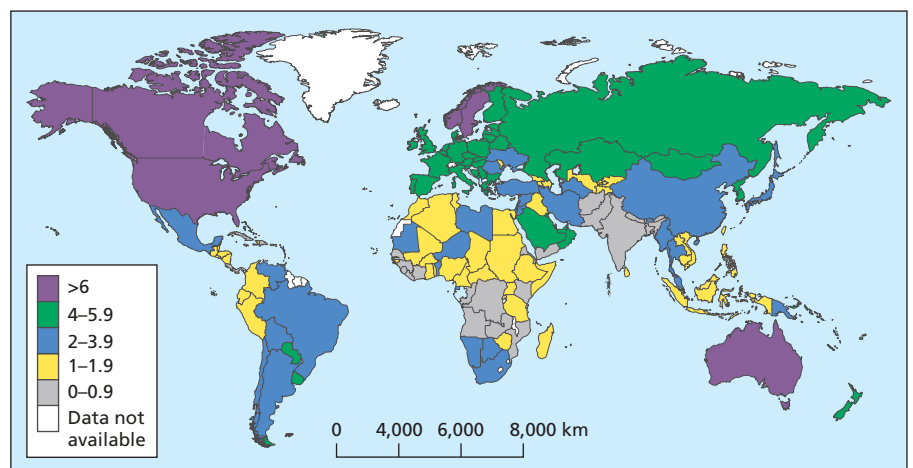 >6
4–5.9
2–3.9
1–1.9
0–0.9
Data not
available
0 4,000 6,000 8,000 km